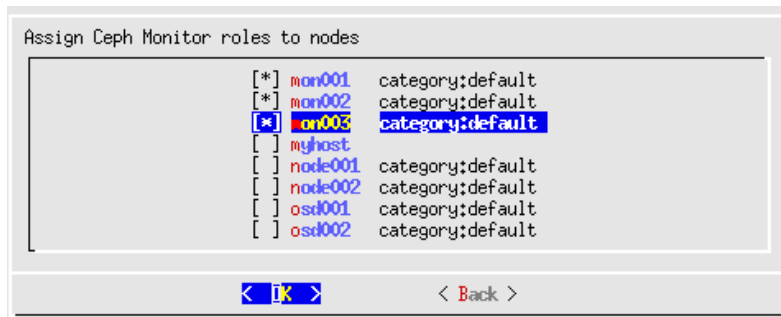 Assign Ceph Monitor roles to nodes
[*] mon001 category:default
[*] mon002 category:default
[*] mon003 category:default
[ ] myhost
[ ] node001 category:default
[ ] node002 category:default
[ ] osd001 category:default
[ ] osd002 category:default
< OK > < Back >